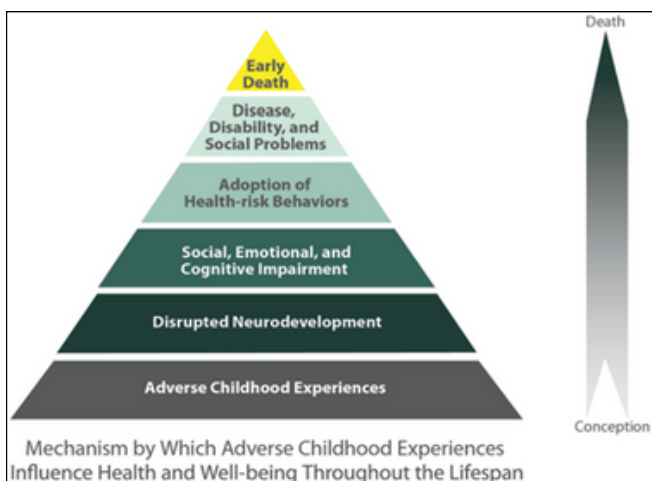 Death
Early
Death
Disease,
Disability, and
Social Problems
Adoption of
Health-risk Behaviors
Social, Emotional, and
Cognitive Impairment
Disrupted Neurodevelopment
Adverse Childhood Experiences
Conception
Mechanism by Which Adverse Childhood Experiences
Influence Health and Well-being Throughout the Lifespan